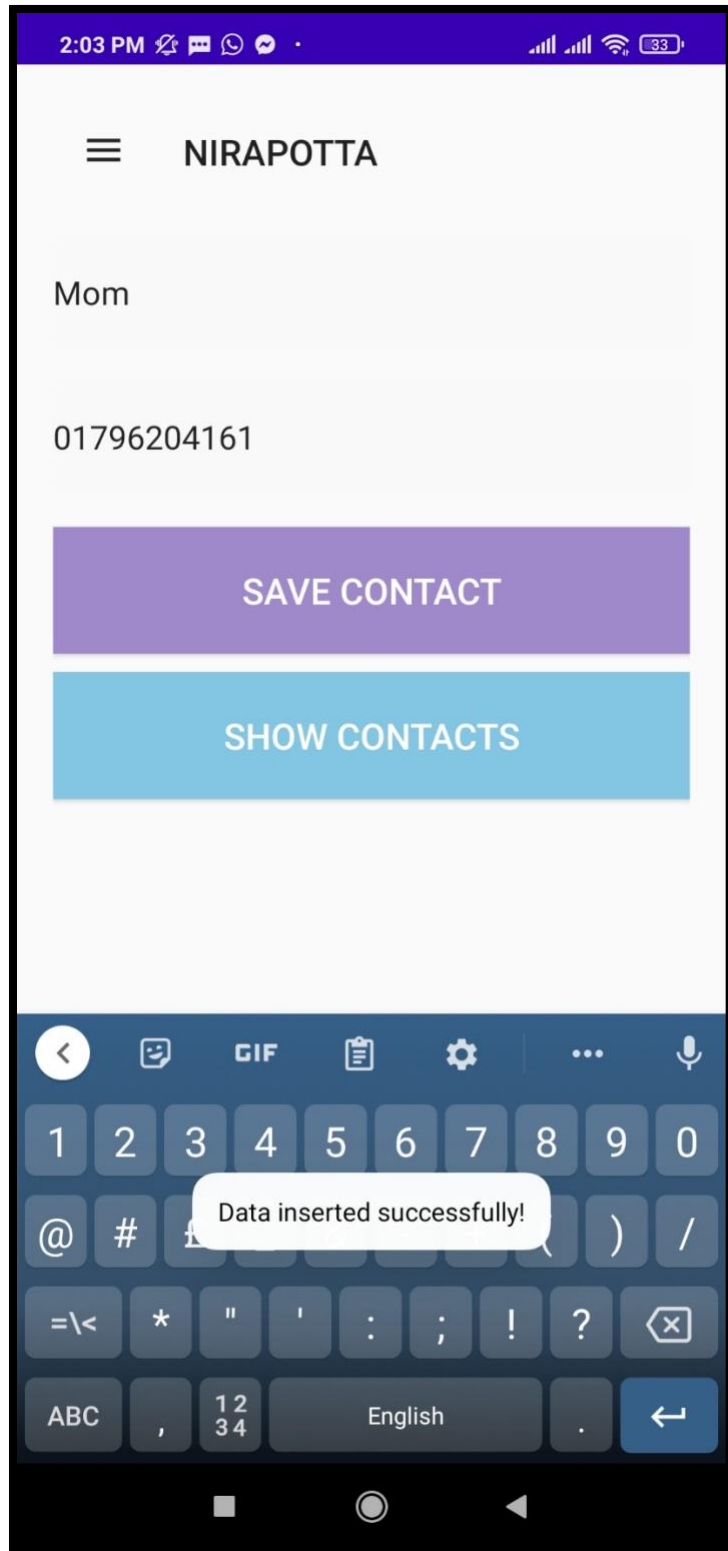 2:03 PM
33
NIRAPOTTA
Mom
01796204161
SAVE CONTACT
SHOW CONTACTS
GIF
1 2 3 4 5 6 7 8 9 0
@ # £ ( ) /
Data inserted successfully!
=\< * " ' : ; ! ?
ABC , 12 34 English .